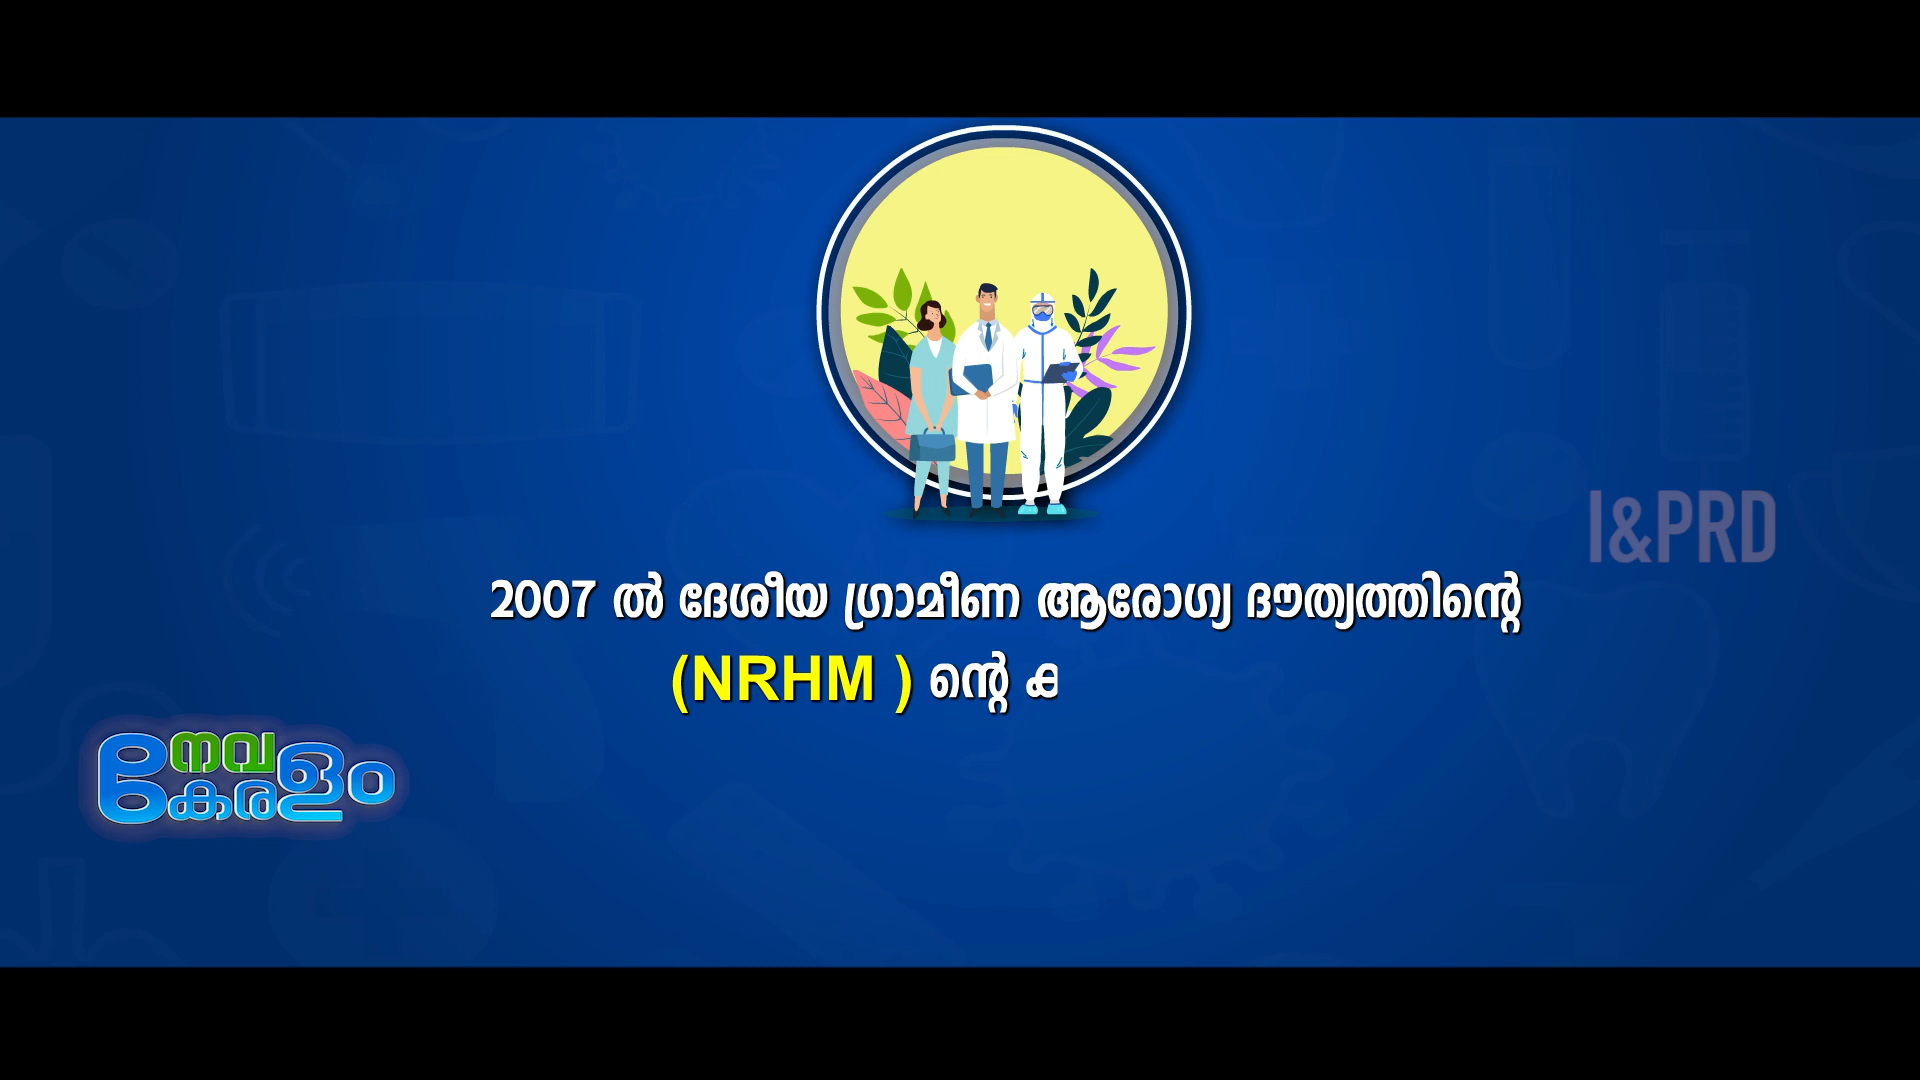 I&PRD
2007 ൽ ദേശീയ ഗ്രാമീണ ആരോഗ്യ ദൗത്യത്തിന്റെ
(NRHM ) ന്റെ ക
നവ
കേരളം